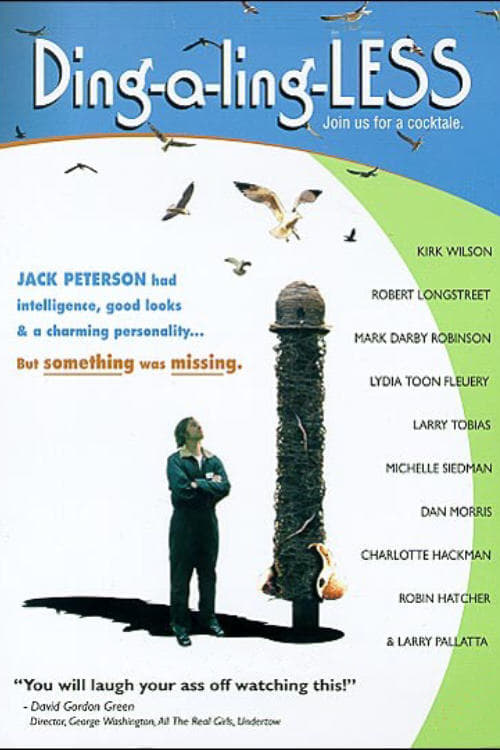 Ding-a-ling-LESS
Join us for a cocktale.
KIRK WILSON
ROBERT LONGSTREET
MARK DARBY ROBINSON
LYDIA TOON FLEUERY
LARRY TOBIAS
MICHELLE SIEDMAN
DAN MORRIS
CHARLOTTE HACKMAN
ROBIN HATCHER
& LARRY PALLATTA
JACK PETERSON had
intelligence, good looks
& a charming personality...
But something was missing.
“You will laugh your ass off watching this!”
- David Gordon Green
Director, George Washington, All The Real Girls, Undertow